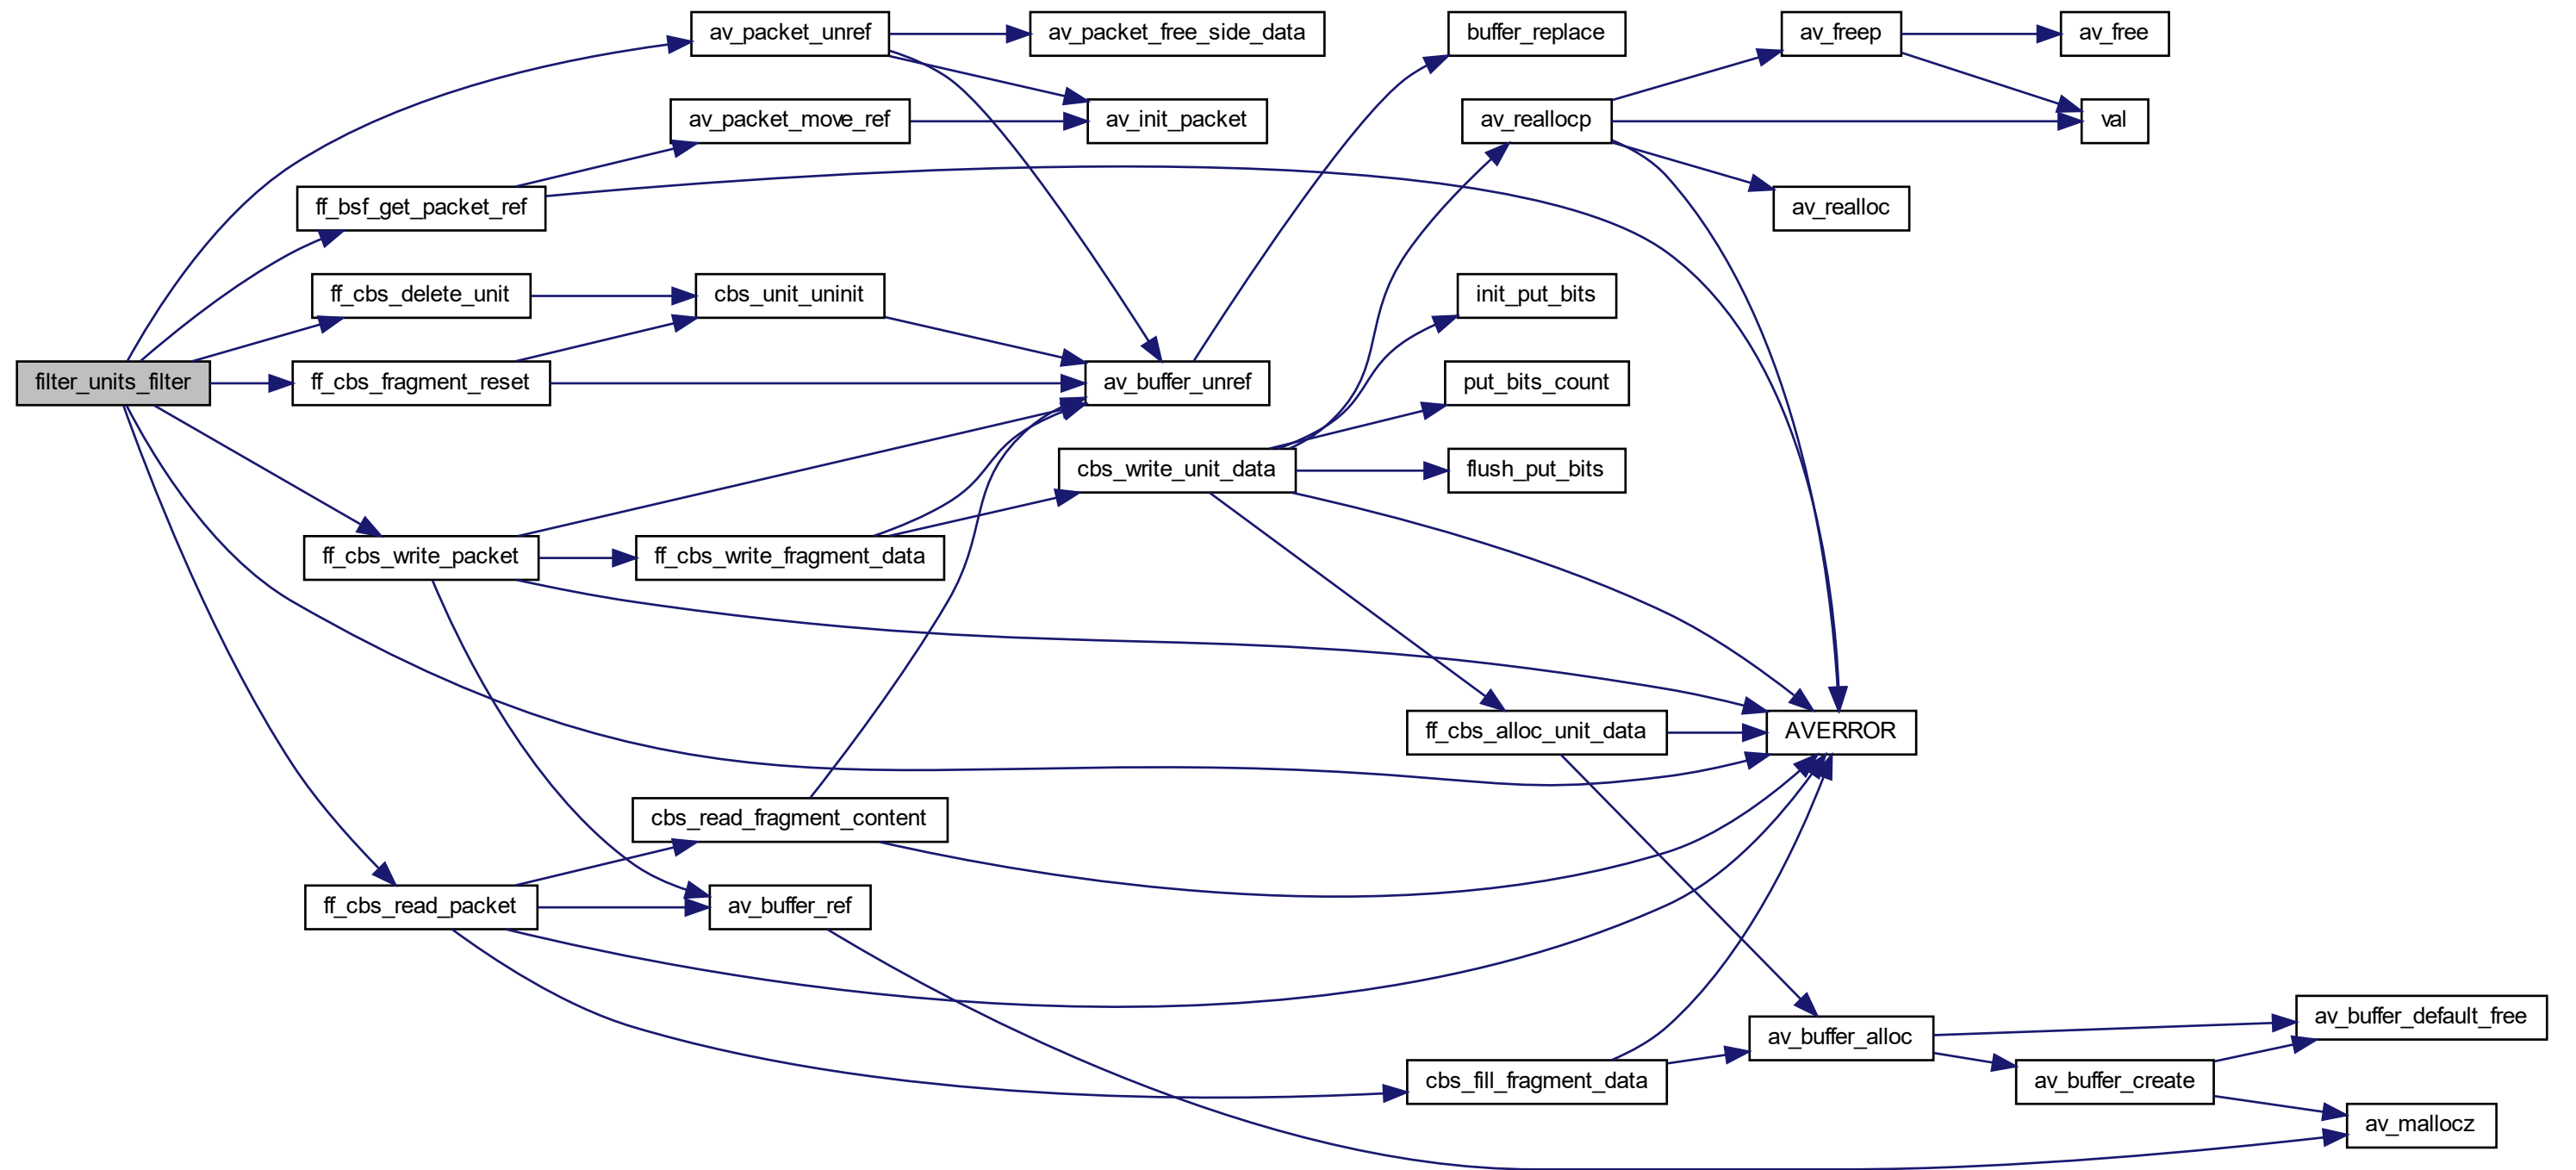 av_packet_unref
av_packet_free_side_data
buffer_replace
av_freep
av_free
av_packet_move_ref
av_init_packet
av_reallocp
val
ff_bsf_get_packet_ref
av_realloc
ff_cbs_delete_unit
cbs_unit_uninit
init_put_bits
filter_units_filter
ff_cbs_fragment_reset
av_buffer_unref
put_bits_count
cbs_write_unit_data
flush_put_bits
ff_cbs_write_packet
ff_cbs_write_fragment_data
ff_cbs_alloc_unit_data
AVERROR
cbs_read_fragment_content
ff_cbs_read_packet
av_buffer_ref
av_buffer_default_free
av_buffer_alloc
cbs_fill_fragment_data
av_buffer_create
av_mallocz